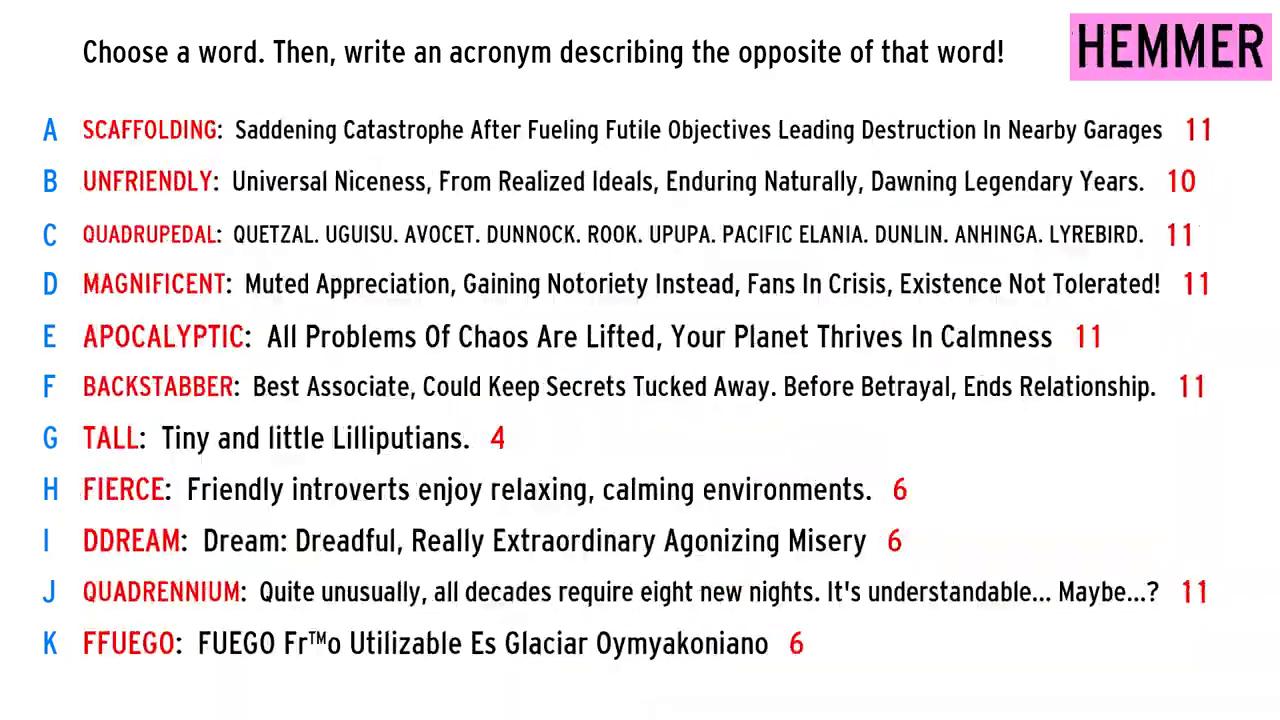 Choose a word. Then, write an acronym describing the opposite of that word!
HEMMER
A SCAFFOLDING: Saddening Catastrophe After Fueling Futile Objectives Leading Destruction In Nearby Garages 11
B UNFRIENDLY: Universal Niceness, From Realized Ideals, Enduring Naturally, Dawning Legendary Years. 10
C QUADRUPEDAL: QUETZAL. UGUISU. AVOCET. DUNNOCK. ROOK. UPUPA. PACIFIC ELANIA. DUNLIN. ANHINGA. LYREBIRD. 11
D MAGNIFICENT: Muted Appreciation, Gaining Notoriety Instead, Fans In Crisis, Existence Not Tolerated! 11
E APOCALYPTIC: All Problems Of Chaos Are Lifted, Your Planet Thrives In Calmness 11
F BACKSTABBER: Best Associate, Could Keep Secrets Tucked Away. Before Betrayal, Ends Relationship. 11
G TALL: Tiny and little Lilliputians. 4
H FIERCE: Friendly introverts enjoy relaxing, calming environments. 6
I DDREAM: Dream: Dreadful, Really Extraordinary Agonizing Misery 6
J QUADRENNIUM: Quite unusually, all decades require eight new nights. It's understandable... Maybe...? 11
K FFUEGO: FUEGO Fr™o Utilizable Es Glaciar Oymyakoniano 6